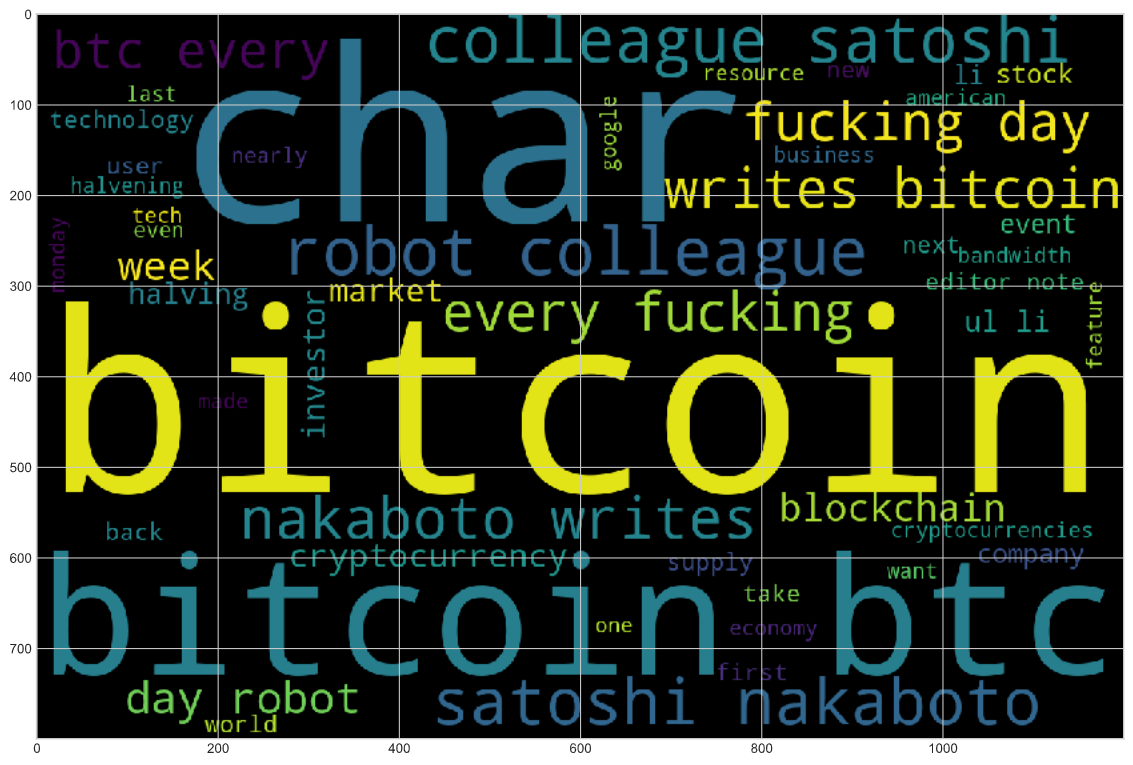 0
100
200
300
400
500
600
700
btc every
colleague satoshi
resource
new
li
stock
last
american
technology
char
google
fucking day
nearly
business
user
halvening
writes bitcoin
tech
even
event
monday
robot colleague
next
bandwidth
week
halving
market
editor note
every fucking
investor
ul li
feature
bitcoin
made
nakaboto writes
blockchain
back
cryptocurrencies
cryptocurrency
supply
company
want
bitcoin btc
take
one
economy
first
day robot
satoshi nakaboto
world
0
200
400
600
800
1000